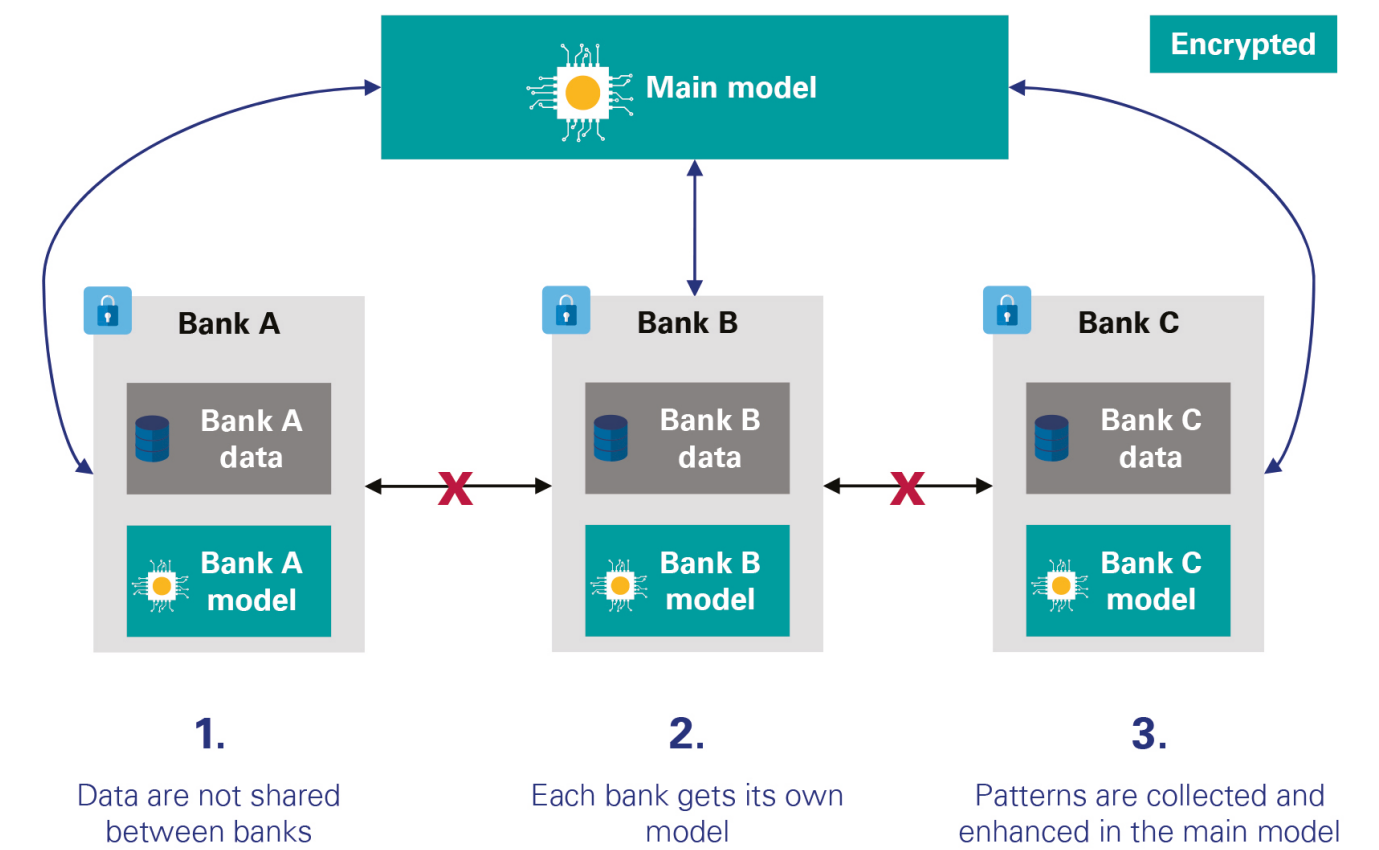 Encrypted
Main model
Bank A
Bank B
Bank C
Bank A
data
Bank B
data
Bank C
data
X
X
Bank A
model
Bank B
model
Bank C
model
1.
2.
3.
Data are not shared
between banks
Each bank gets its own
model
Patterns are collected and
enhanced in the main model